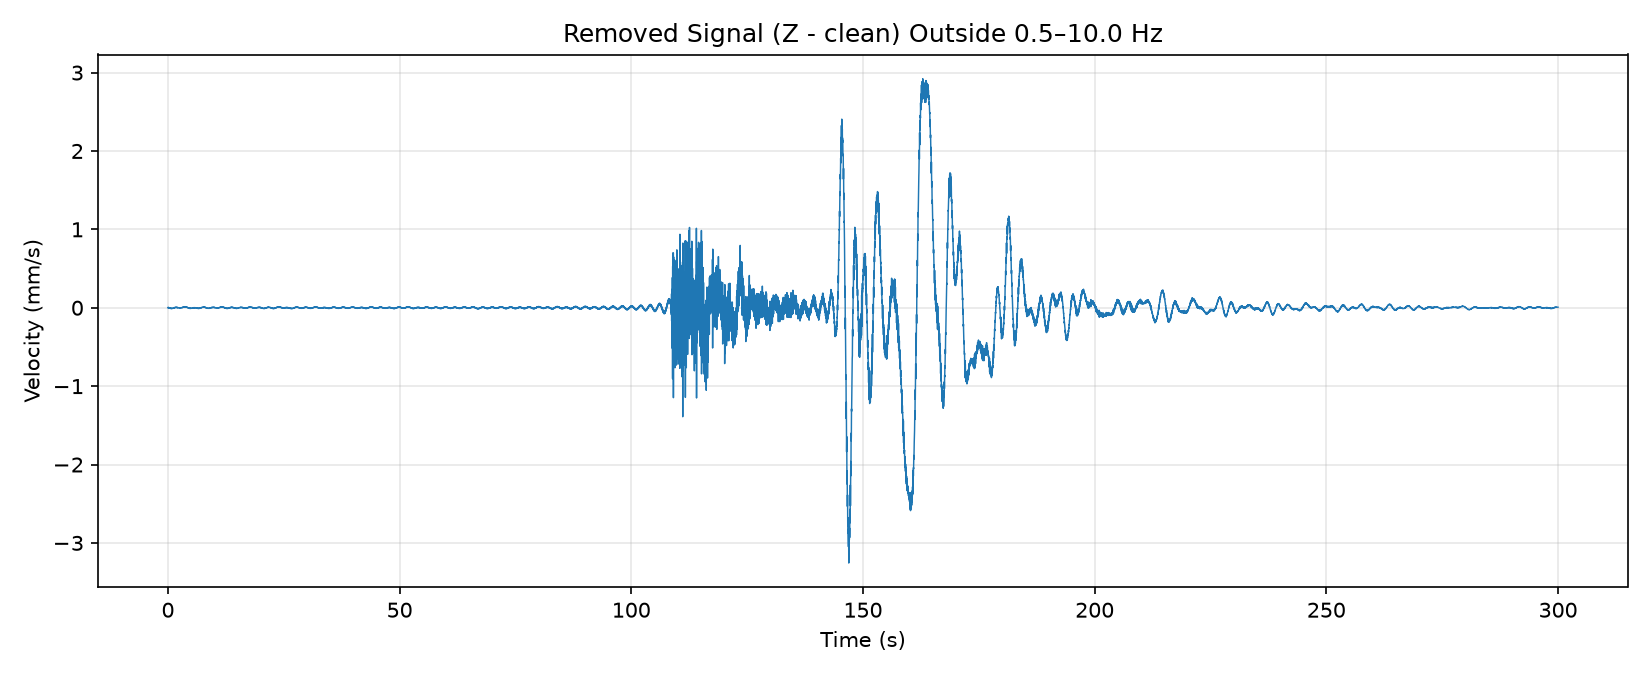 Removed Signal (Z - clean) Outside 0.5–10.0 Hz
3
2
1
0
−1
−2
−3
Velocity (mm/s)
0 50 100 150 200 250 300
Time (s)